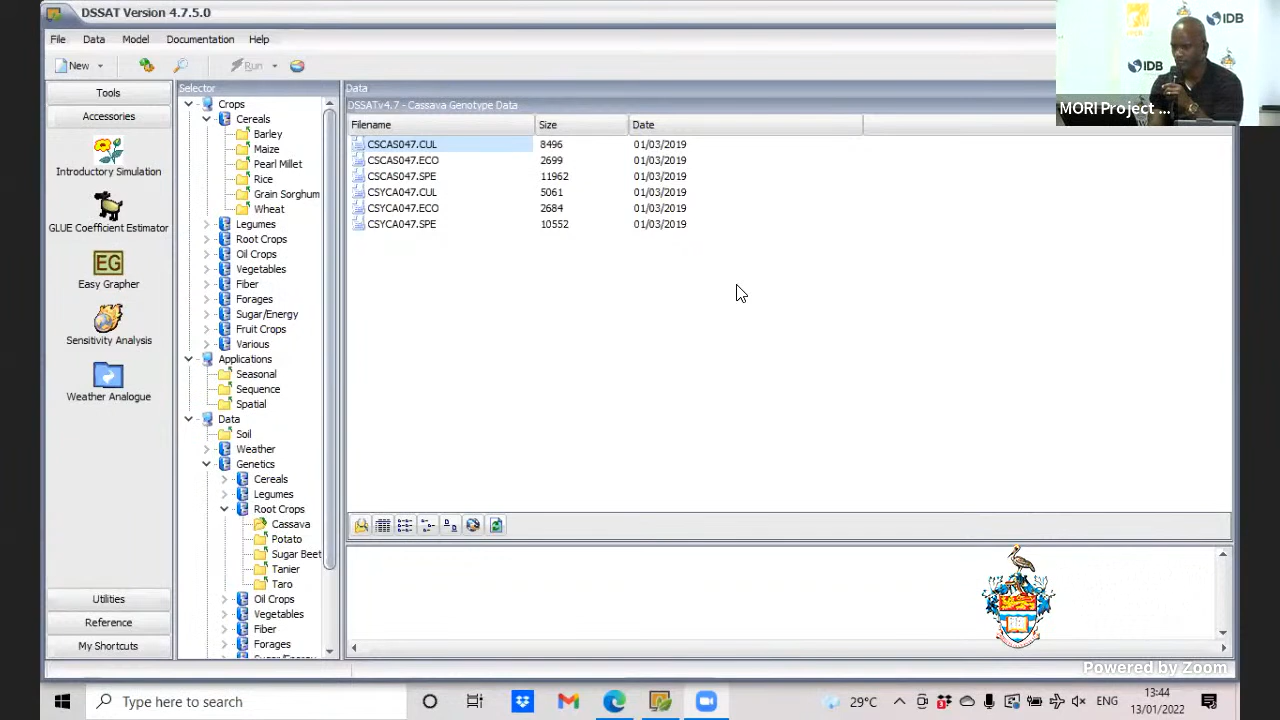 DSSAT Version 4.7.5.0
File Data Model Documentation Help
New Run
Tools
Accessories
Introductory Simulation
GLUE Coefficient Estimator
EG
Easy Grapher
Sensitivity Analysis
Weather Analogue
Utilities
Reference
My Shortcuts
Selector
Crops
Cereals
Barley
Maize
Pearl Millet
Rice
Grain Sorghum
Wheat
Legumes
Root Crops
Oil Crops
Vegetables
Fiber
Forages
Sugar/Energy
Fruit Crops
Various
Applications
Seasonal
Sequence
Spatial
Data
Soil
Weather
Genetics
Cereals
Legumes
Root Crops
Cassava
Potato
Sugar Beet
Tanier
Taro
Oil Crops
Vegetables
Fiber
Forages
Sugar/Energy
Data
DSSATv4.7 - Cassava Genotype Data
Filename Size Date
CSCAS047.CUL 8496 01/03/2019
CSCAS047.ECO 2699 01/03/2019
CSCAS047.SPE 11962 01/03/2019
CSYCA047.CUL 5061 01/03/2019
CSYCA047.ECO 2684 01/03/2019
CSYCA047.SPE 10552 01/03/2019
IDB
IDB
IDB
MORI Project ...
Powered by Zoom
Type here to search
29°C
ENG
13:44
13/01/2022